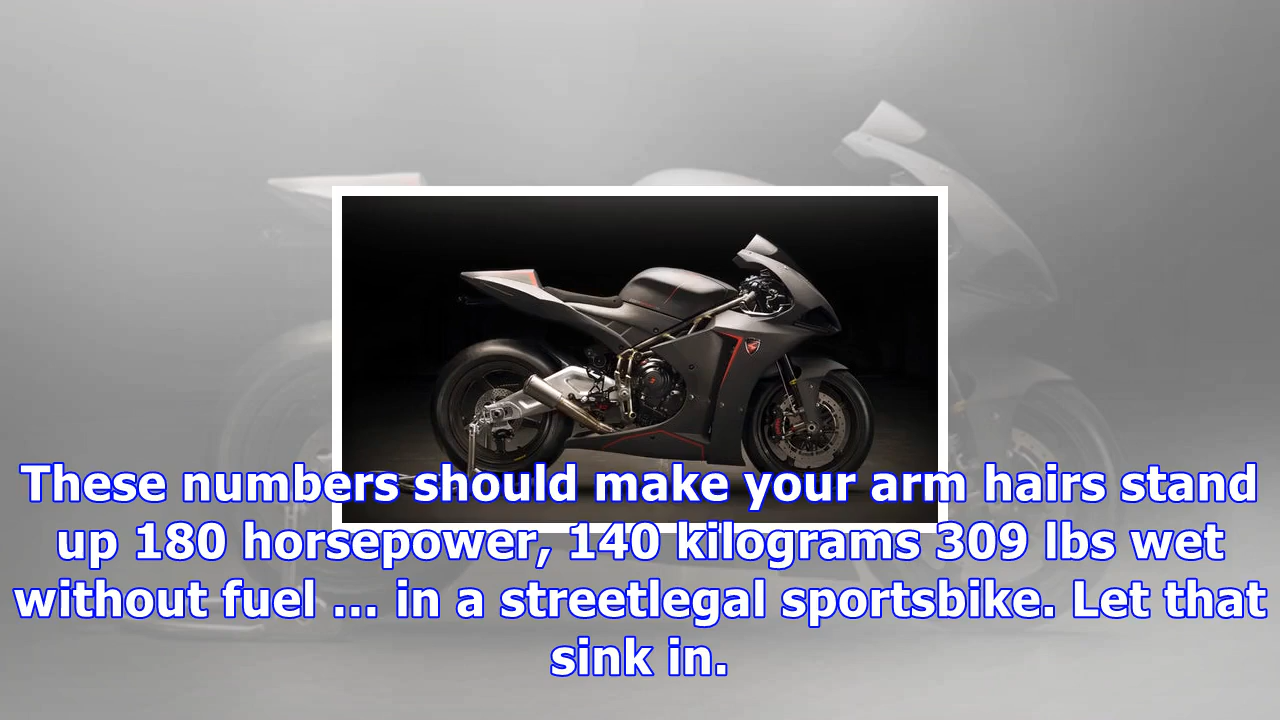 These numbers should make your arm hairs stand
up 180 horsepower, 140 kilograms 309 lbs wet
without fuel ... in a streetlegal sportsbike. Let that
sink in.